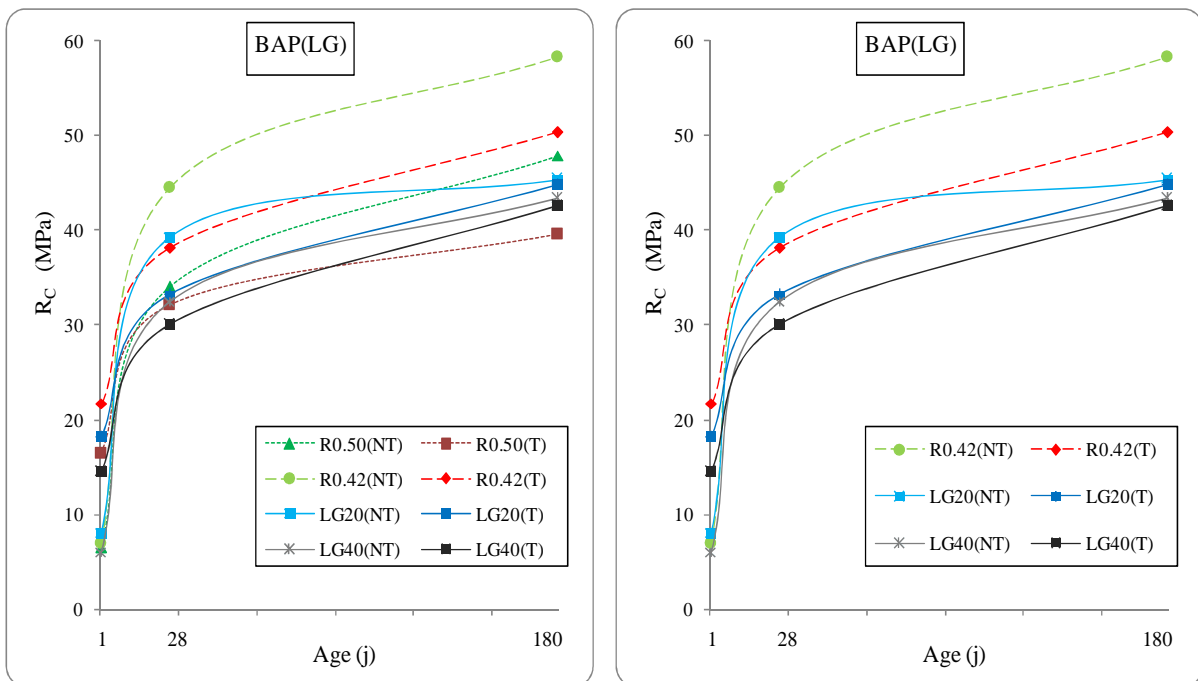 BAP(LG)
60
50
40
30
20
10
0
R_C (MPa)
R0.50(NT) R0.50(T)
R0.42(NT) R0.42(T)
LG20(NT) LG20(T)
LG40(NT) LG40(T)
1 28 180
Age (j)
BAP(LG)
60
50
40
30
20
10
0
R_C (MPa)
R0.42(NT) R0.42(T)
LG20(NT) LG20(T)
LG40(NT) LG40(T)
1 28 180
Age (j)